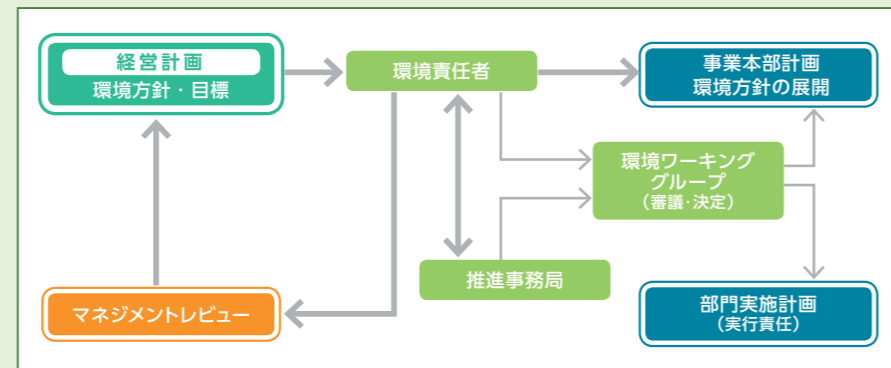 経営計画
環境方針・目標
環境責任者
事業本部計画
環境方針の展開
環境ワーキング
グループ
（審議・決定）
推進事務局
マネジメントレビュー
部門実施計画
（実行責任）